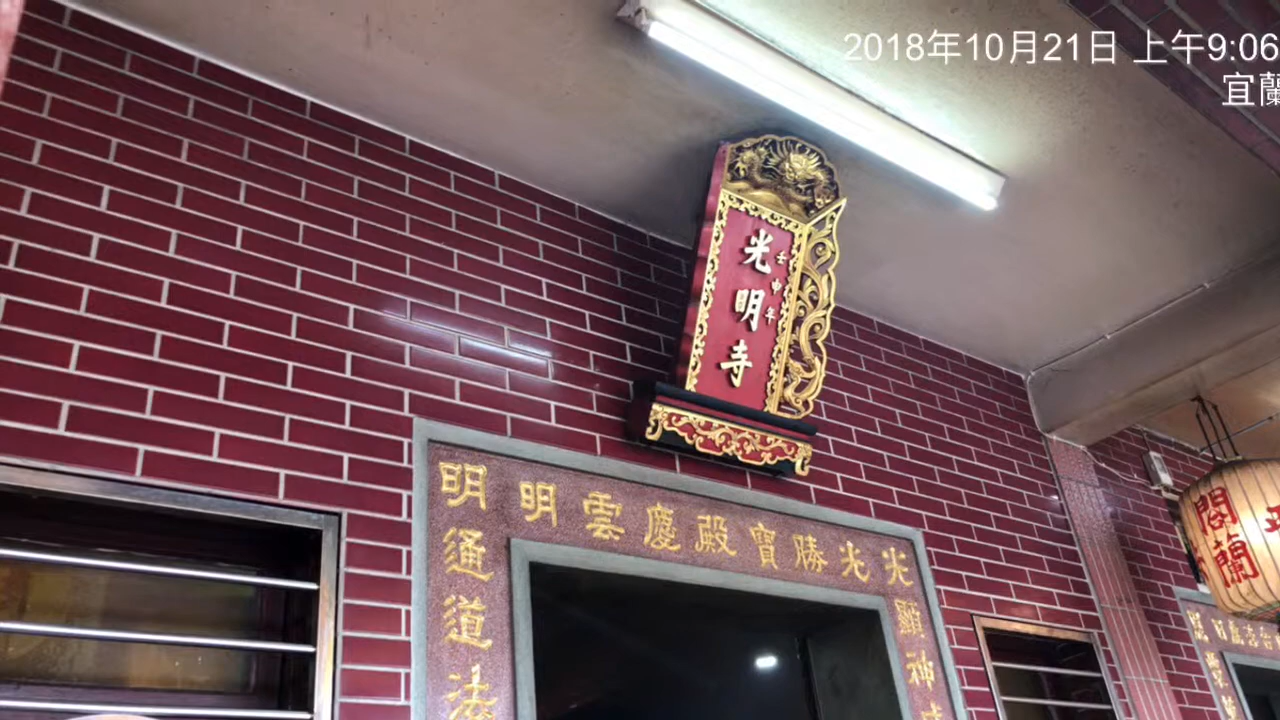 2018年10月21日 上午9:06
宜蘭
光明寺
壬申年
光光勝寶殿慶雲明明
顯神
通道法
閣蘭